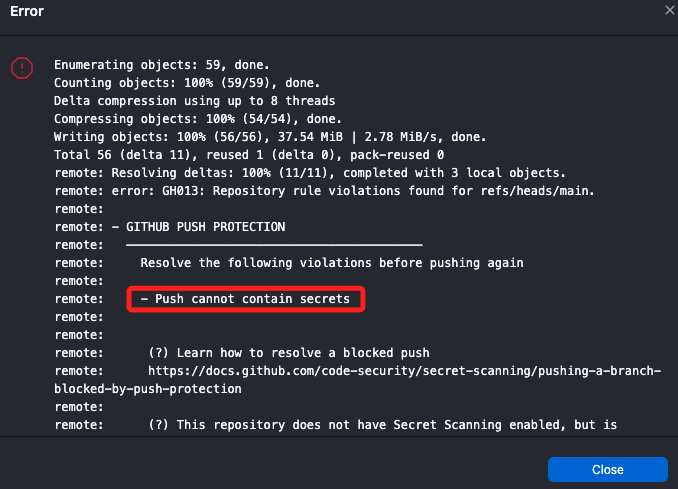 Error
Enumerating objects: 59, done.
Counting objects: 100% (59/59), done.
Delta compression using up to 8 threads
Compressing objects: 100% (54/54), done.
Writing objects: 100% (56/56), 37.54 MiB | 2.78 MiB/s, done.
Total 56 (delta 11), reused 1 (delta 0), pack-reused 0
remote: Resolving deltas: 100% (11/11), completed with 3 local objects.
remote: error: GH013: Repository rule violations found for refs/heads/main.
remote:
remote: - GITHUB PUSH PROTECTION
remote: —————————————————————————————————————————
remote: Resolve the following violations before pushing again
remote:
remote: - Push cannot contain secrets
remote:
remote:
remote: (?) Learn how to resolve a blocked push
remote: https://docs.github.com/code-security/secret-scanning/pushing-a-branch-
blocked-by-push-protection
remote:
remote: (?) This repository does not have Secret Scanning enabled, but is
Close